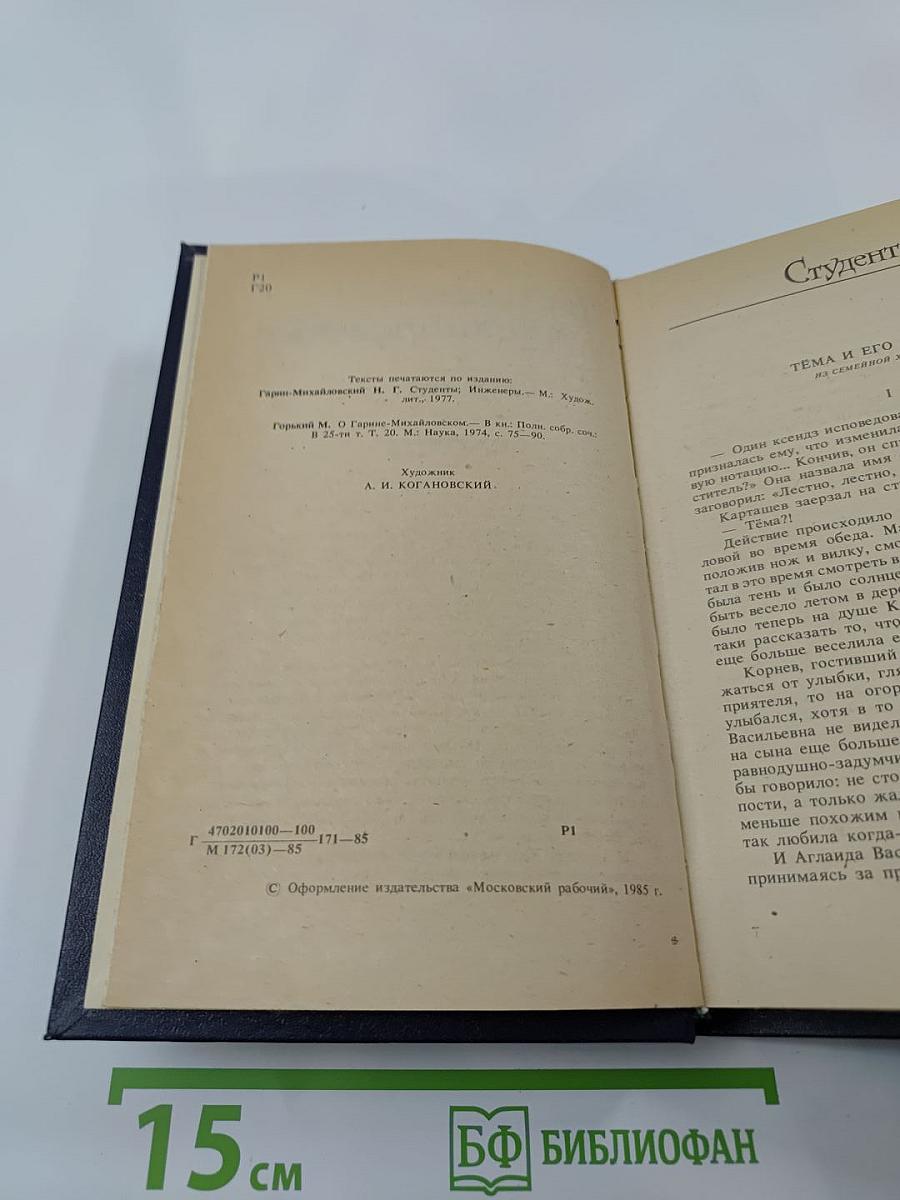 Р1
Г20
Тексты печатаются по изданию:
Гарин-Михайловский Н. Г. Студенты; Инженеры.— М.: Худож.
лит., 1977.
Горький М. О Гарине-Михайловском.— В кн.: Полн. собр. соч.:
В 25-ти т. Т. 20. М.: Наука, 1974, с. 75—90.
Художник
А. И. КОГАНОВСКИЙ
Г 4702010100—100
М 172(03)—85 171—85 Р1
© Оформление издательства «Московский рабочий», 1985 г.
Студент
ТЁМА И ЕГО
ИЗ СЕМЕЙНОЙ Х
I
— Один ксендз исповедова
призналась ему, что изменила
вую нотацию... Кончив, он спр
ститель?» Она назвала имя
заговорил: «Лестно, лестно,
Карташев заерзал на ст
— Тёма?!
Действие происходило
ловой во время обеда. Ма
положив нож и вилку, смо
тал в это время смотреть в
была тень и было солнце
быть весело летом в дере
было теперь на душе К
таки рассказать то, что
еще больше веселила е
Корнев, гостивший
жаться от улыбки, гля
приятеля, то на огор
улыбался, хотя в то
Васильевна не видел
на сына еще больше
равнодушно-задумчи
бы говорило: не сто
пости, а только жал
меньше похожим н
так любила когда-
И Аглаида Вас
принимаясь за пр
7
15 см
БФ БИБЛИОФАН